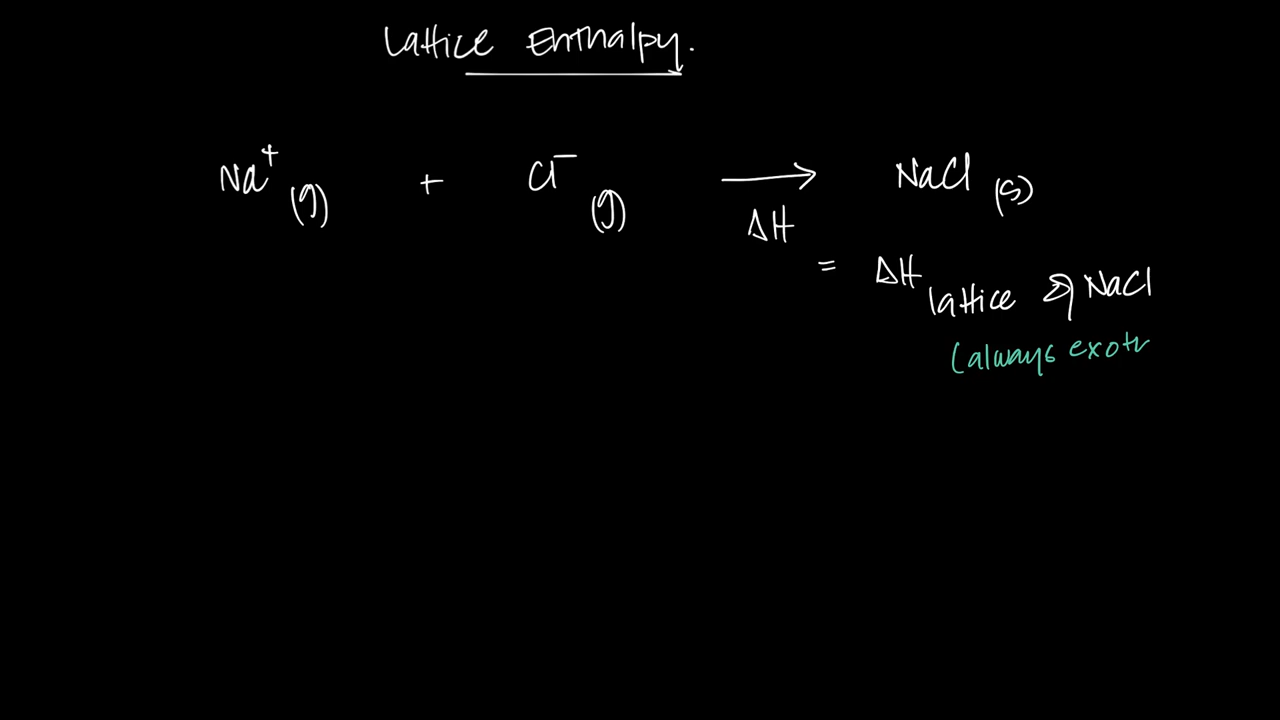 Lattice Enthalpy.
Na⁺(g) + Cl⁻(g) → NaCl(s)
ΔH
= ΔH lattice of NaCl
(always exoth